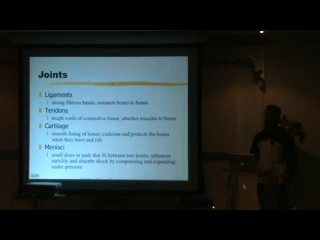 Joints
Ligaments
strong fibrous bands; connects bones to bones
Tendons
tough cords of connective tissue; attaches muscles to bones
Cartilage
smooth lining of tissue, cushions and protects the bones
when they meet and rub
Menisci
small discs or pads that fit between two bones; enhances
stability and absorbs shock by compressing and expanding
under pressure